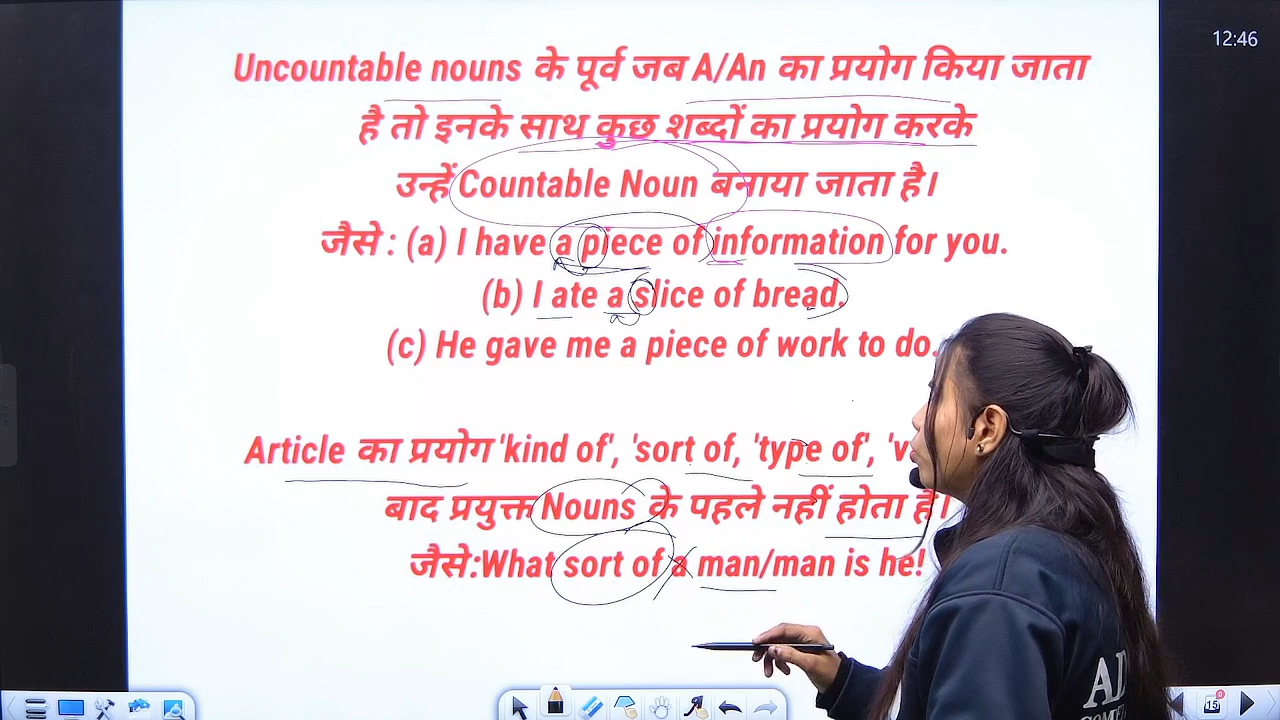 12:46
Uncountable nouns के पूर्व जब A/An का प्रयोग किया जाता
है तो इनके साथ कुछ शब्दों का प्रयोग करके
उन्हें Countable Noun बनाया जाता है।
जैसे : (a) I have a piece of information for you.
(b) I ate a slice of bread.
(c) He gave me a piece of work to do.
Article का प्रयोग 'kind of', 'sort of, 'type of',
बाद प्रयुक्त Nouns के पहले नहीं होता है।
जैसे:What sort of a man/man is he!
15